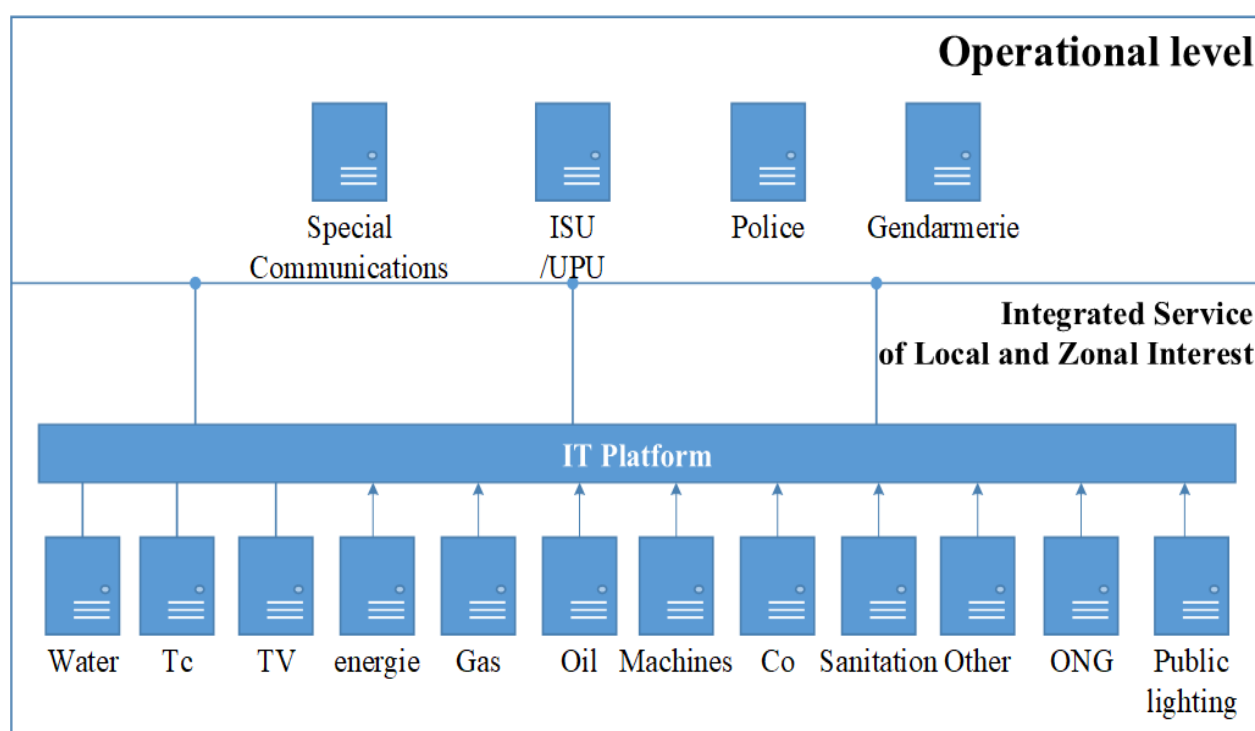 Operational level
Special
Communications
ISU
/UPU
Police
Gendarmerie
Integrated Service
of Local and Zonal Interest
IT Platform
Water
Tc
TV
energie
Gas
Oil
Machines
Co
Sanitation
Other
ONG
Public
lighting